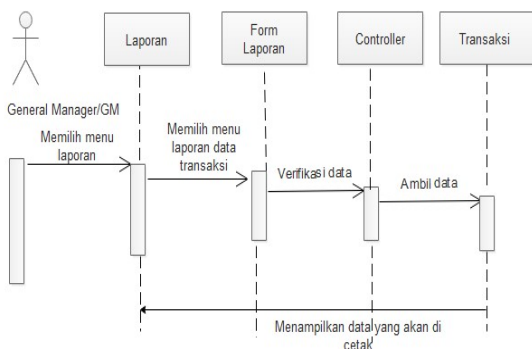 Laporan
Form
Laporan
Controller
Transaksi
General Manager/GM
Memilih menu
laporan
Memilih menu
laporan data
transaksi
Verifikasi data
Ambil data
Menampilkan data yang akan di
cetak